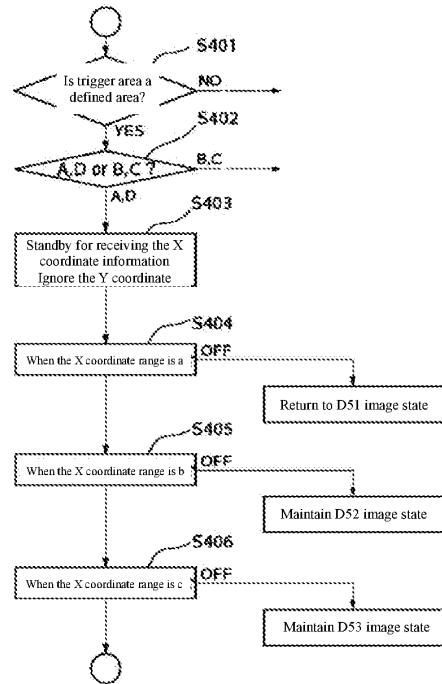 S401
Is trigger area a
defined area?
NO
YES
S402
A,D or B,C ?
B,C
A,D
S403
Standby for receiving the X
coordinate information
Ignore the Y coordinate
S404
When the X coordinate range is a
OFF
Return to D51 image state
S405
When the X coordinate range is b
OFF
Maintain D52 image state
S406
When the X coordinate range is c
OFF
Maintain D53 image state